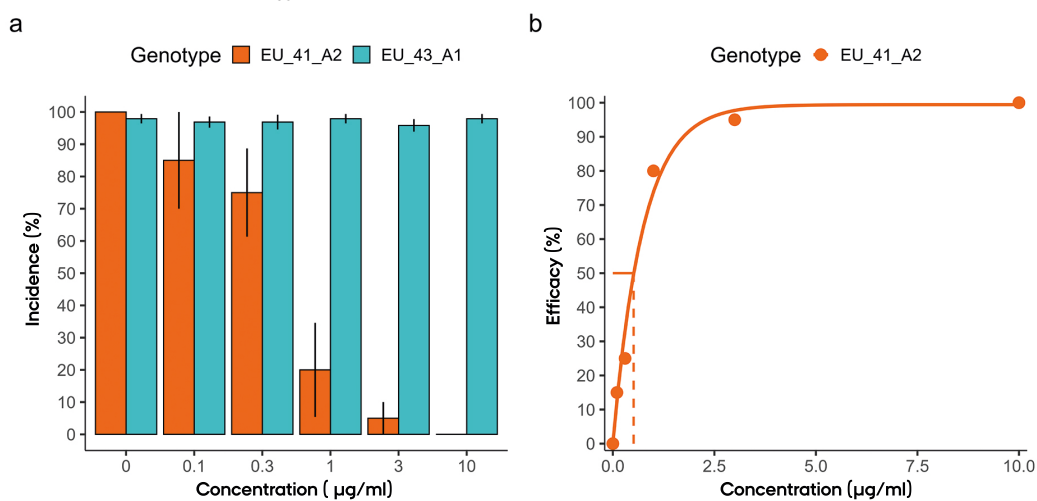 a
Genotype EU_41_A2 EU_43_A1
100
90
80
70
60
50
40
30
20
10
0
Incidence (%)
0 0.1 0.3 1 3 10
Concentration ( μg/ml)
b
Genotype EU_41_A2
100
90
80
70
60
50
40
30
20
10
0
Efficacy (%)
0.0 2.5 5.0 7.5 10.0
Concentration (μg/ml)